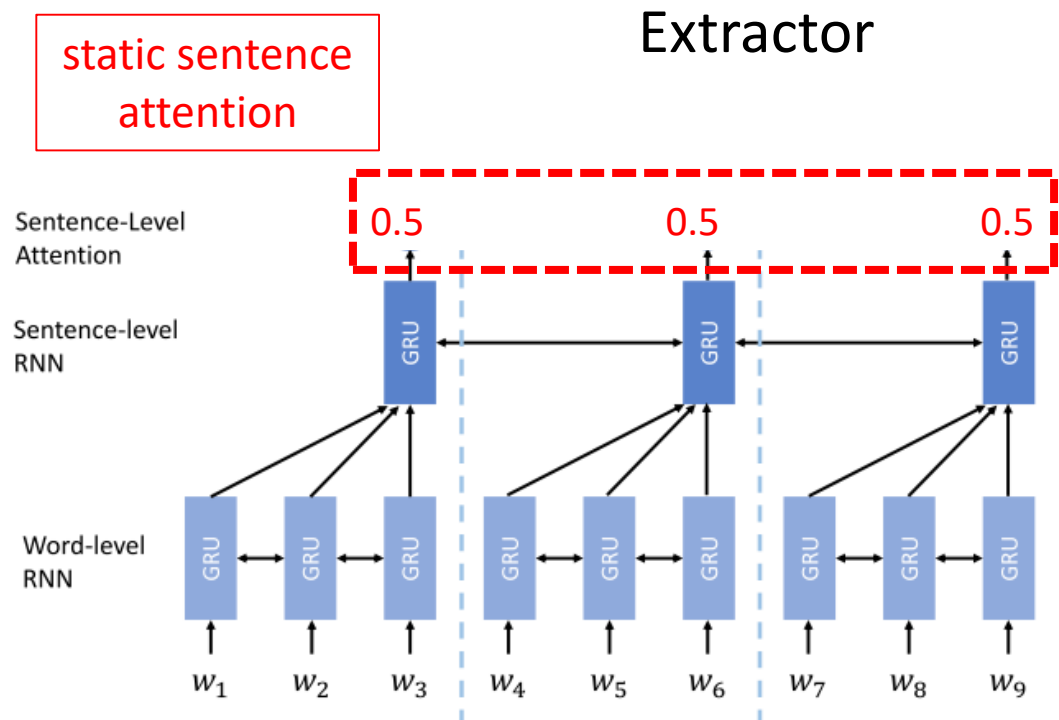 Extractor
static sentence
attention
Sentence-Level
Attention
0.5 0.5 0.5
Sentence-level
RNN
GRU GRU GRU
Word-level
RNN
GRU GRU GRU GRU GRU GRU GRU GRU GRU
w₁ w₂ w₃ w₄ w₅ w₆ w₇ w₈ w₉